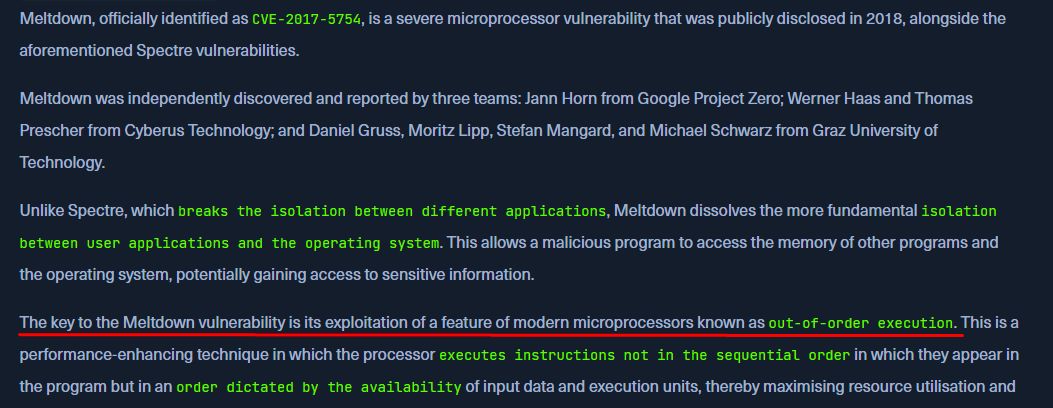 Meltdown, officially identified as CVE-2017-5754, is a severe microprocessor vulnerability that was publicly disclosed in 2018, alongside the
aforementioned Spectre vulnerabilities.
Meltdown was independently discovered and reported by three teams: Jann Horn from Google Project Zero; Werner Haas and Thomas
Prescher from Cyberus Technology; and Daniel Gruss, Moritz Lipp, Stefan Mangard, and Michael Schwarz from Graz University of
Technology.
Unlike Spectre, which breaks the isolation between different applications, Meltdown dissolves the more fundamental isolation
between user applications and the operating system. This allows a malicious program to access the memory of other programs and
the operating system, potentially gaining access to sensitive information.
The key to the Meltdown vulnerability is its exploitation of a feature of modern microprocessors known as out-of-order execution. This is a
performance-enhancing technique in which the processor executes instructions not in the sequential order in which they appear in
the program but in an order dictated by the availability of input data and execution units, thereby maximising resource utilisation and